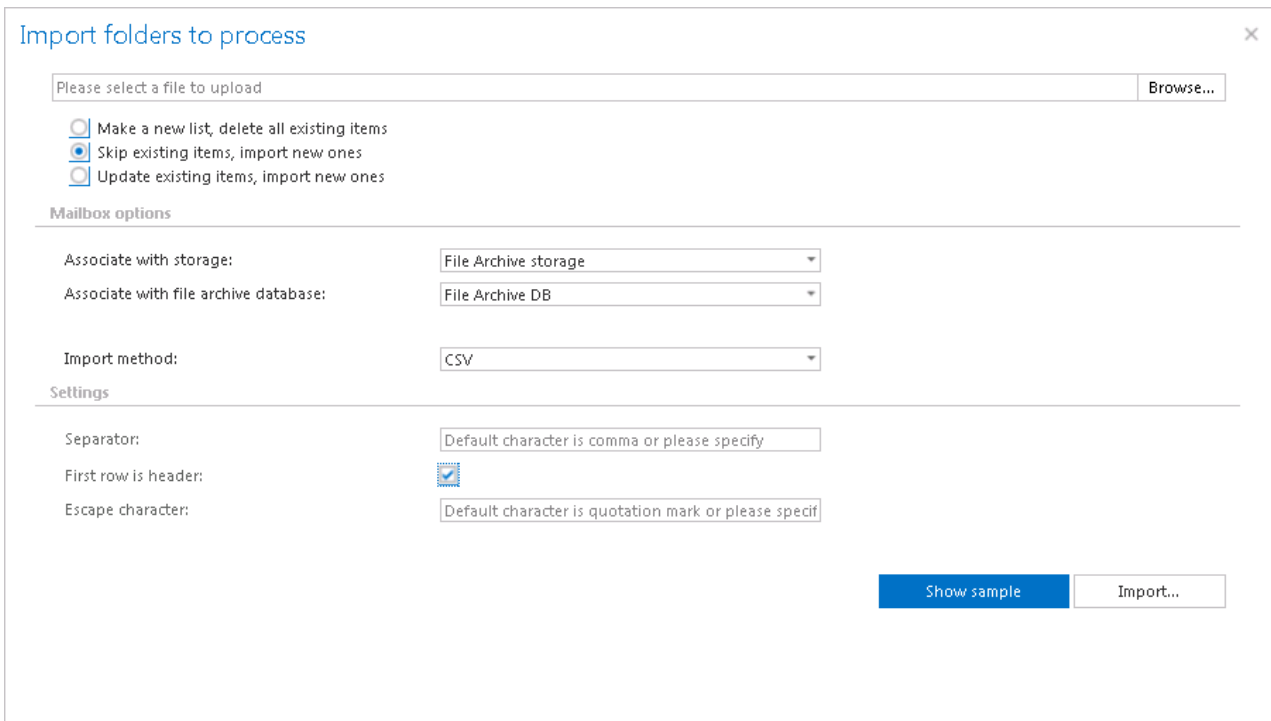 Import folders to process
Please select a file to upload Browse...
Make a new list, delete all existing items
Skip existing items, import new ones
Update existing items, import new ones
Mailbox options
Associate with storage: File Archive storage
Associate with file archive database: File Archive DB
Import method: CSV
Settings
Separator: Default character is comma or please specify
First row is header:
Escape character: Default character is quotation mark or please specif
Show sample Import...